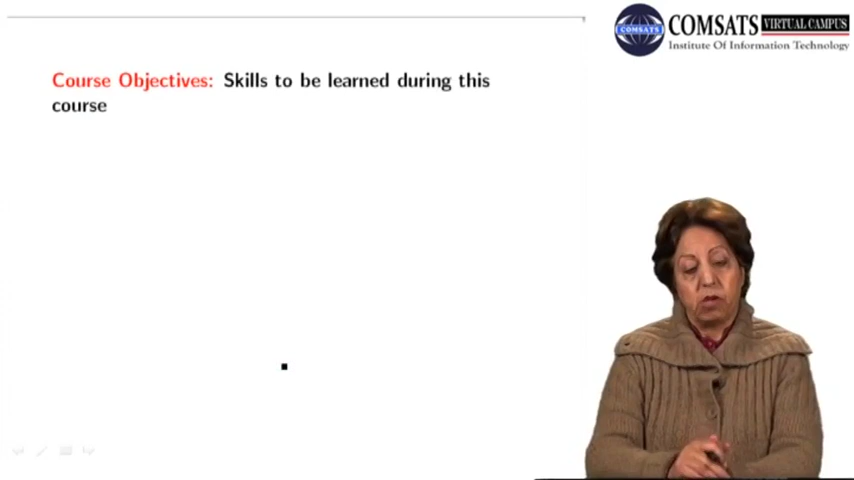 COMSATS VIRTUAL CAMPUS
COMSATS
Institute Of Information Technology
Course Objectives: Skills to be learned during this
course